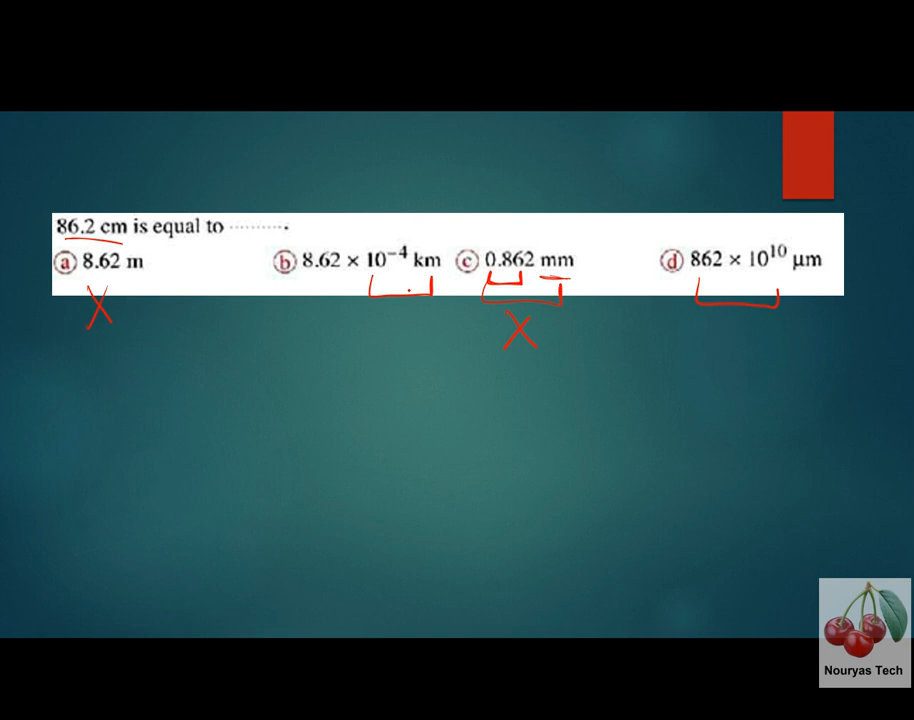 86.2 cm is equal to ..........
ⓐ 8.62 m ⓑ 8.62 × 10⁻⁴ km ⓒ 0.862 mm ⓓ 862 × 10¹⁰ μm
X X
Nouryas Tech